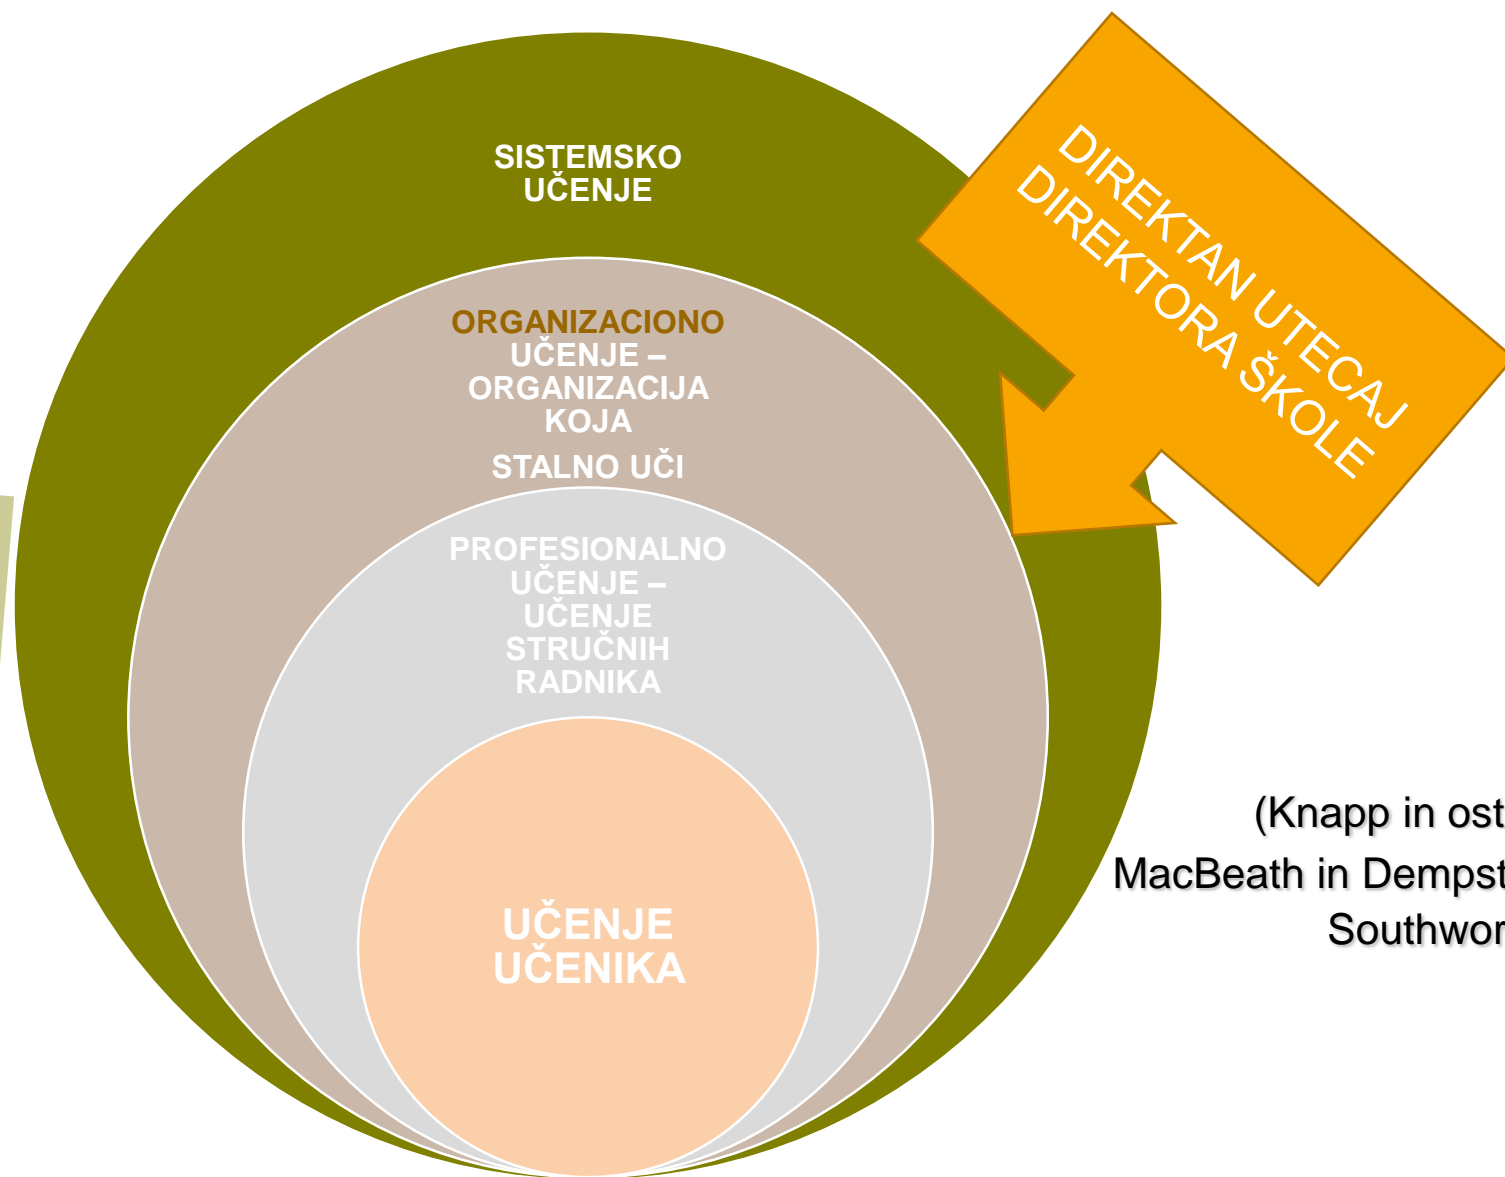 SISTEMSKO
UČENJE
DIREKTAN UTECAJ
DIREKTORA ŠKOLE
ORGANIZACIONO
UČENJE –
ORGANIZACIJA
KOJA
STALNO UČI
PROFESIONALNO
UČENJE –
UČENJE
STRUČNIH
RADNIKA
UČENJE
UČENIKA
(Knapp in ost
MacBeath in Dempst
Southwor